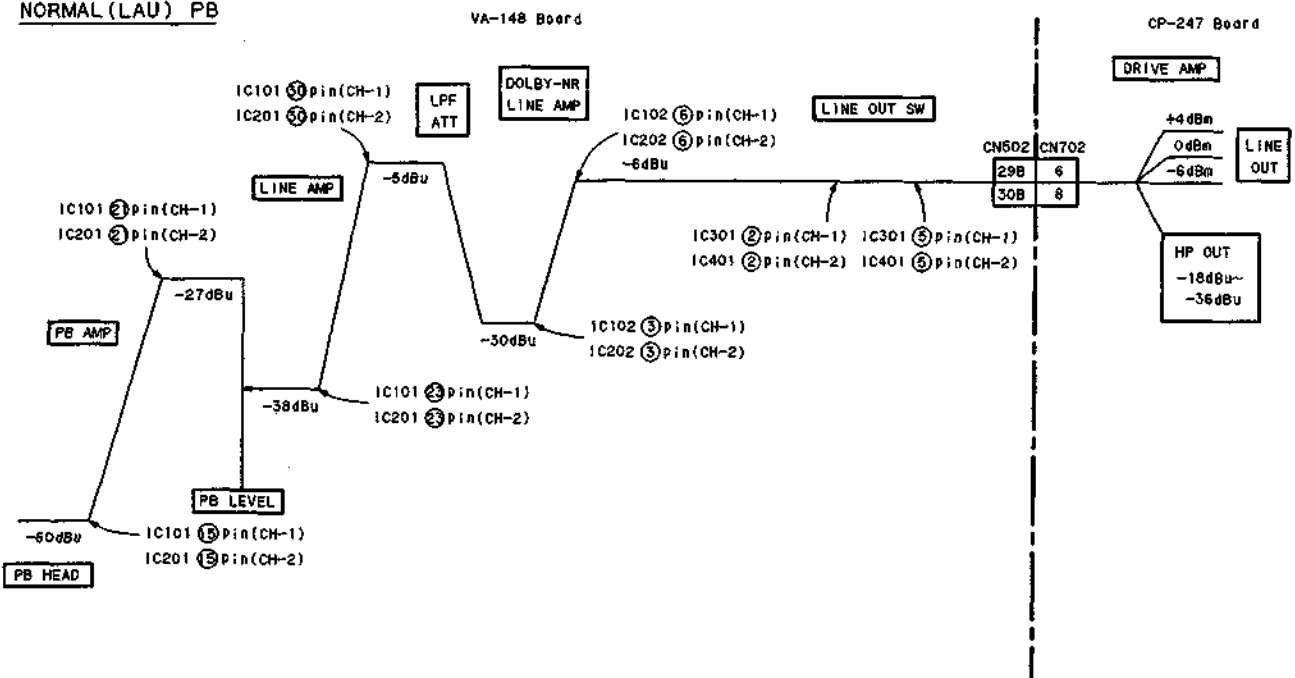 NORMAL(LAU) PB
VA-148 Board
CP-247 Board
DRIVE AMP
IC101 30pin(CH-1)
IC201 30pin(CH-2)
LPF
ATT
DOLBY-NR
LINE AMP
IC102 6pin(CH-1)
IC202 6pin(CH-2)
-6dBu
LINE OUT SW
CN502 CN702
29B 6
30B 8
+4dBm
0dBm
-6dBm
LINE
OUT
LINE AMP
-5dBu
IC101 21pin(CH-1)
IC201 21pin(CH-2)
IC301 2pin(CH-1) IC301 5pin(CH-1)
IC401 2pin(CH-2) IC401 5pin(CH-2)
HP OUT
-18dBu~
-36dBu
-27dBu
PB AMP
-30dBu
IC102 3pin(CH-1)
IC202 3pin(CH-2)
-38dBu
IC101 23pin(CH-1)
IC201 23pin(CH-2)
PB LEVEL
-60dBu
IC101 15pin(CH-1)
IC201 15pin(CH-2)
PB HEAD